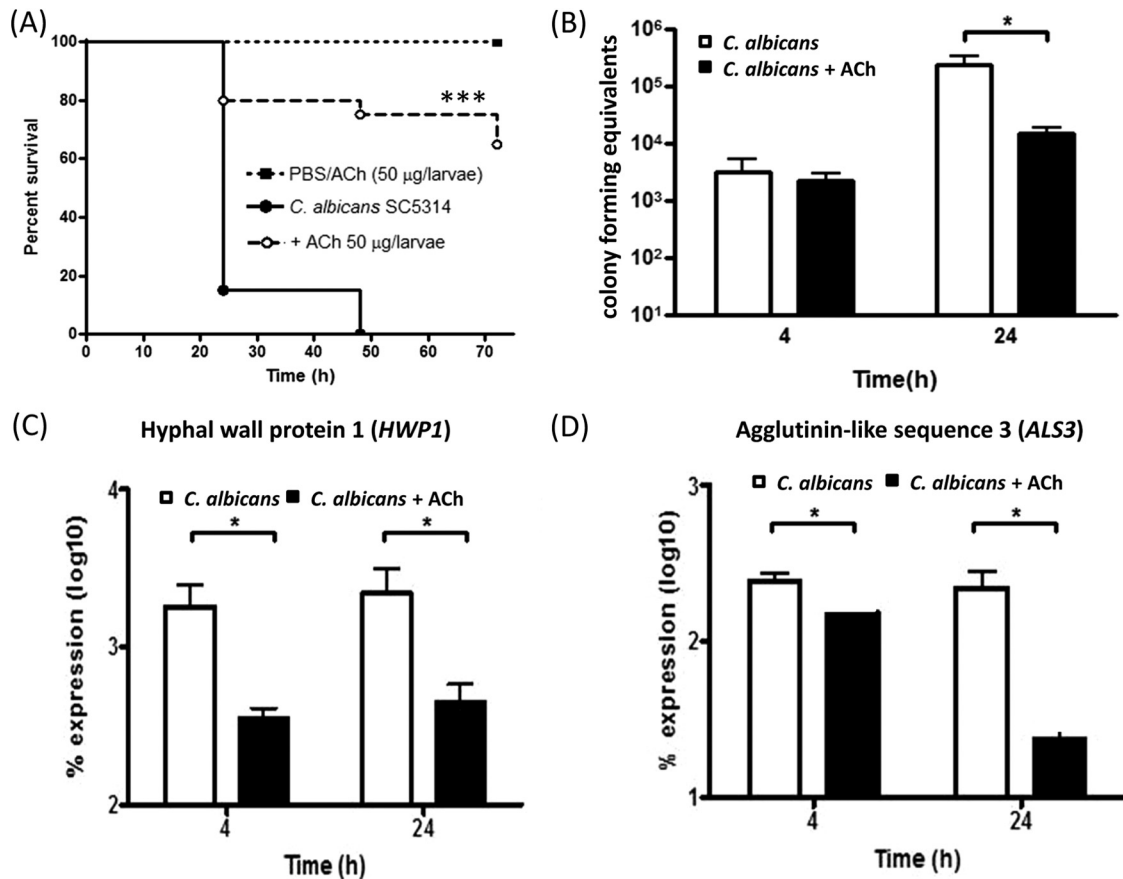 (A)
100
80
60
40
20
0
Percent survival
***
PBS/ACh (50 µg/larvae)
C. albicans SC5314
+ ACh 50 µg/larvae
0 10 20 30 40 50 60 70
Time (h)
(B)
10⁶
10⁵
10⁴
10³
10²
10¹
colony forming equivalents
C. albicans
C. albicans + ACh
*
4 24
Time(h)
(C) Hyphal wall protein 1 (HWP1)
4
3
2
% expression (log10)
C. albicans C. albicans + ACh
* *
4 24
Time (h)
(D) Agglutinin-like sequence 3 (ALS3)
3
2
1
% expression (log10)
C. albicans C. albicans + ACh
* *
4 24
Time (h)